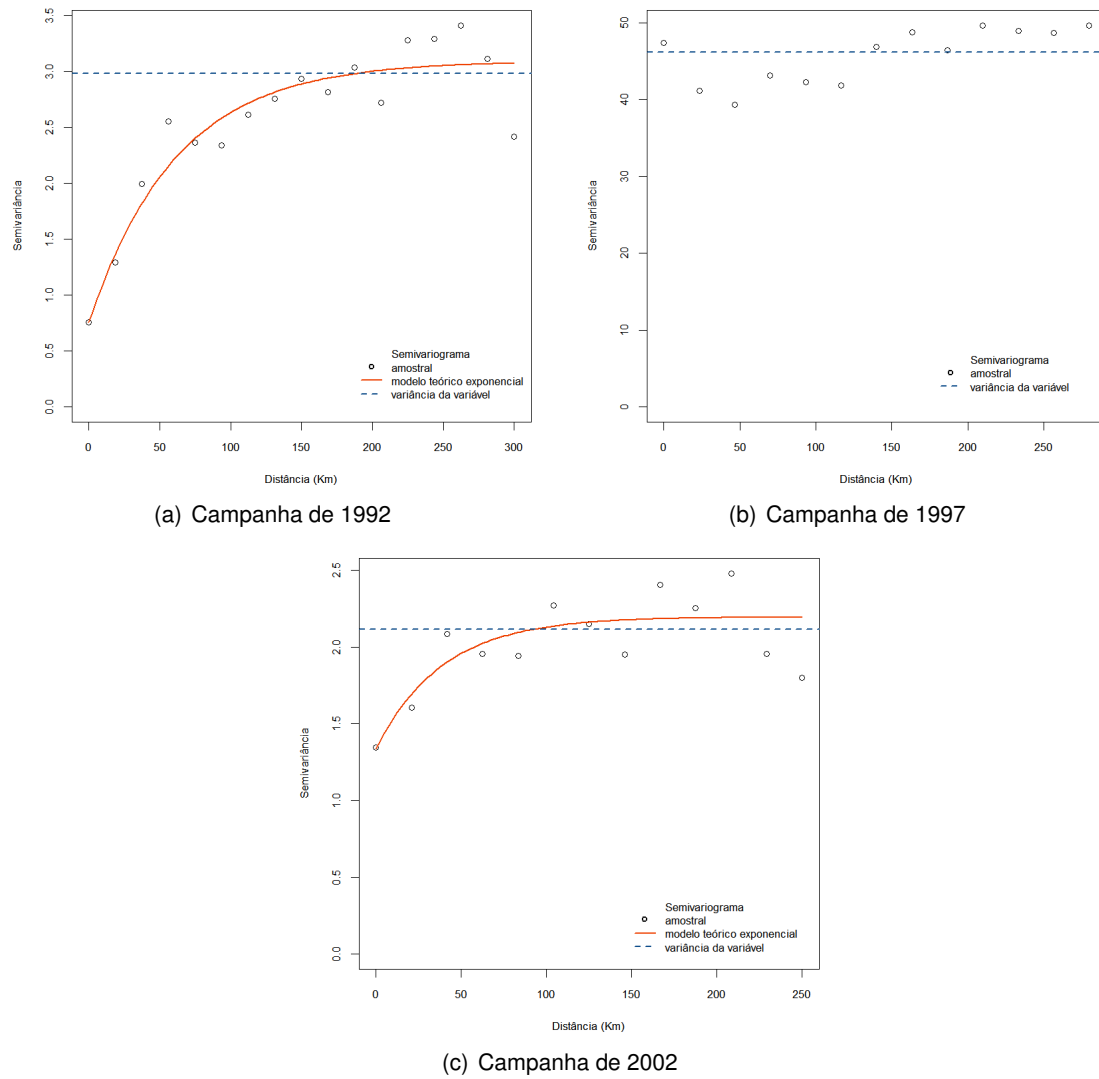 3.5
3.0
2.5
2.0
1.5
1.0
0.5
0.0
Semivariância
Semivariograma
amostral
modelo teórico exponencial
variância da variável
0 50 100 150 200 250 300
Distância (Km)
(a) Campanha de 1992
50
40
30
20
10
0
Semivariância
Semivariograma
amostral
variância da variável
0 50 100 150 200 250
Distância (Km)
(b) Campanha de 1997
2.5
2.0
1.5
1.0
0.5
0.0
Semivariância
Semivariograma
amostral
modelo teórico exponencial
variância da variável
0 50 100 150 200 250
Distância (Km)
(c) Campanha de 2002